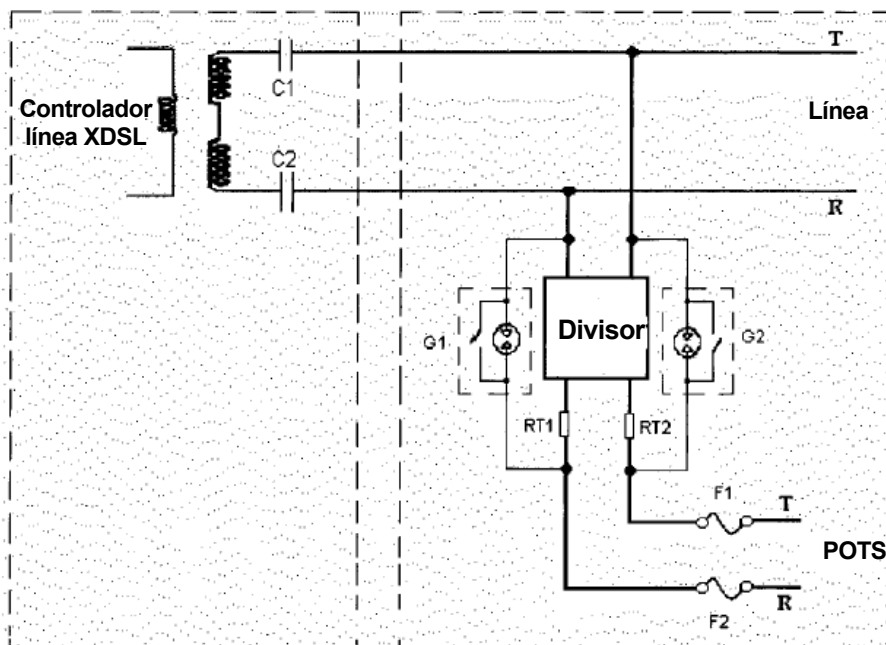 T
Controlador
línea XDSL
C1
Línea
C2
R
G1
Divisor
G2
RT1
RT2
F1
T
POTS
R
F2